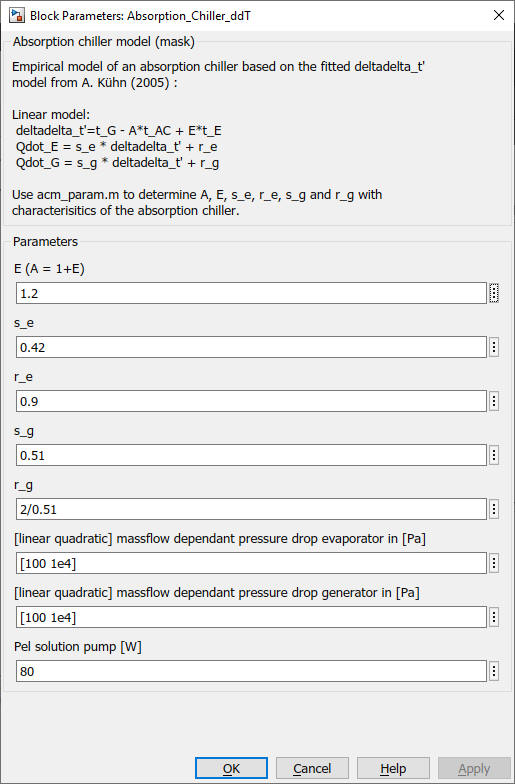 Block Parameters: Absorption_Chiller_ddT
Absorption chiller model (mask)
Empirical model of an absorption chiller based on the fitted deltadelta_t'
model from A. Kühn (2005) :
Linear model:
deltadelta_t'=t_G - A*t_AC + E*t_E
Qdot_E = s_e * deltadelta_t' + r_e
Qdot_G = s_g * deltadelta_t' + r_g
Use acm_param.m to determine A, E, s_e, r_e, s_g and r_g with
characterisitics of the absorption chiller.
Parameters
E (A = 1+E)
1.2
s_e
0.42
r_e
0.9
s_g
0.51
r_g
2/0.51
[linear quadratic] massflow dependant pressure drop evaporator in [Pa]
[100 1e4]
[linear quadratic] massflow dependant pressure drop generator in [Pa]
[100 1e4]
Pel solution pump [W]
80
OK Cancel Help Apply